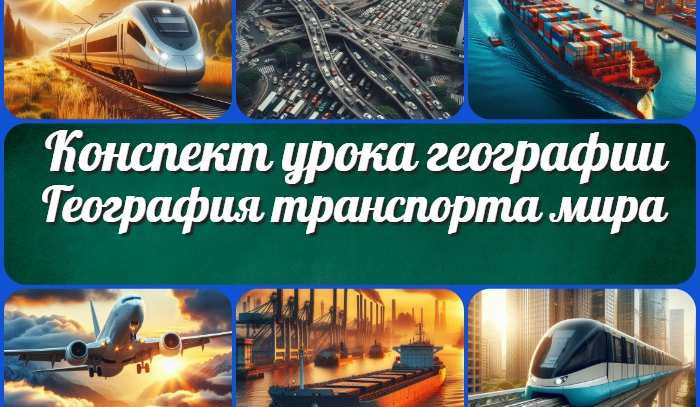 Конспект урока географии
География транспорта мира